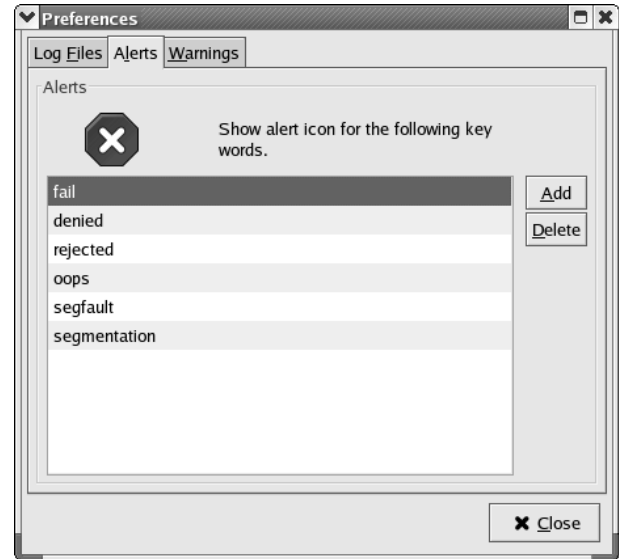 Preferences
Log Files Alerts Warnings
Alerts
Show alert icon for the following key
words.
fail
denied
rejected
oops
segfault
segmentation
Add
Delete
Close